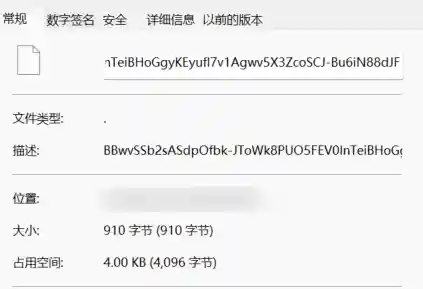 常规 数字签名 安全 详细信息 以前的版本
nTeiBHoGgyKEyufl7v1Agwv5X3ZcoSCJ-Bu6iN88dJF
文件类型: .
描述: BBwvSSb2sASdpOfbk-JToWk8PUO5FEV0InTeiBHoGg
位置:
大小: 910 字节 (910 字节)
占用空间: 4.00 KB (4,096 字节)